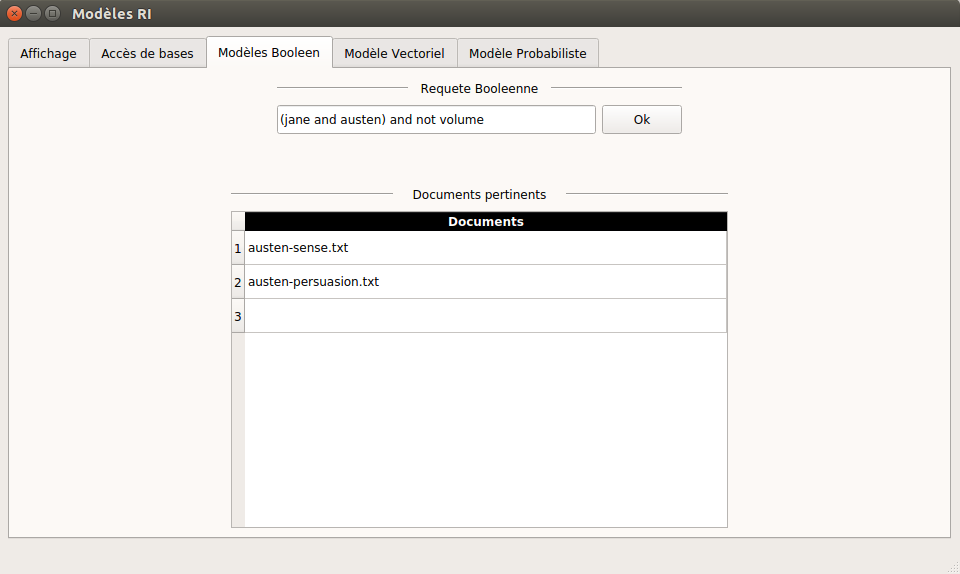 Modèles RI
Affichage Accès de bases Modèles Booleen Modèle Vectoriel Modèle Probabiliste
Requete Booleenne
(jane and austen) and not volume Ok
Documents pertinents
Documents
1 austen-sense.txt
2 austen-persuasion.txt
3